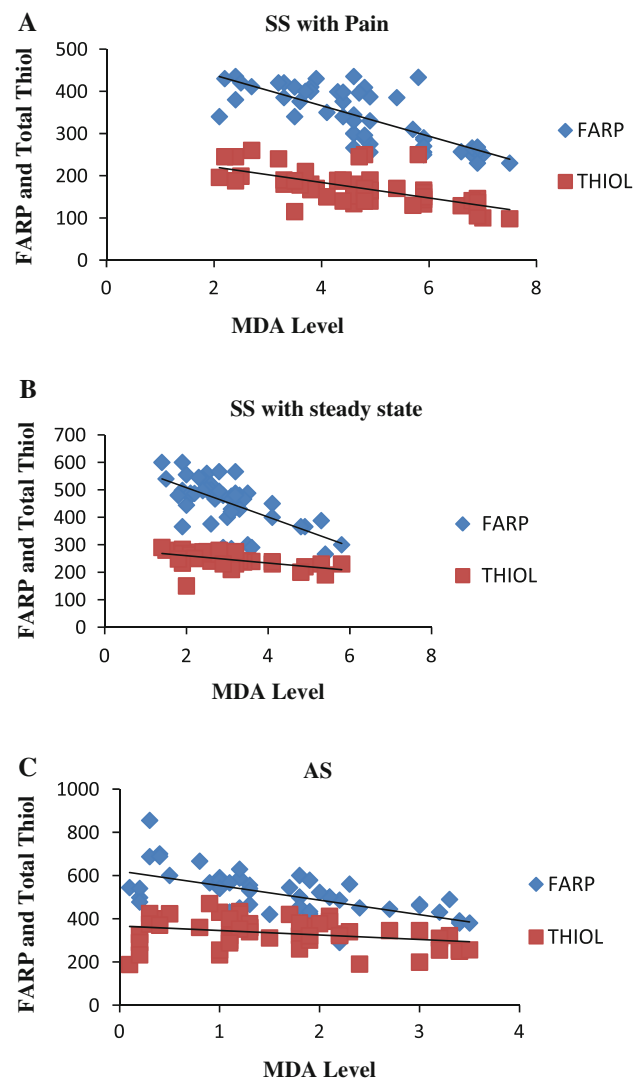 A
SS with Pain
FARP and Total Thiol
500
400
300
200
100
0
2
4
6
8
MDA Level
FARP
THIOL
B
SS with steady state
FARP and Total Thiol
700
600
500
400
300
200
100
0
0
2
4
6
8
MDA Level
FARP
THIOL
C
AS
FARP and Total Thiol
1000
800
600
400
200
0
0
1
2
3
4
MDA Level
FARP
THIOL